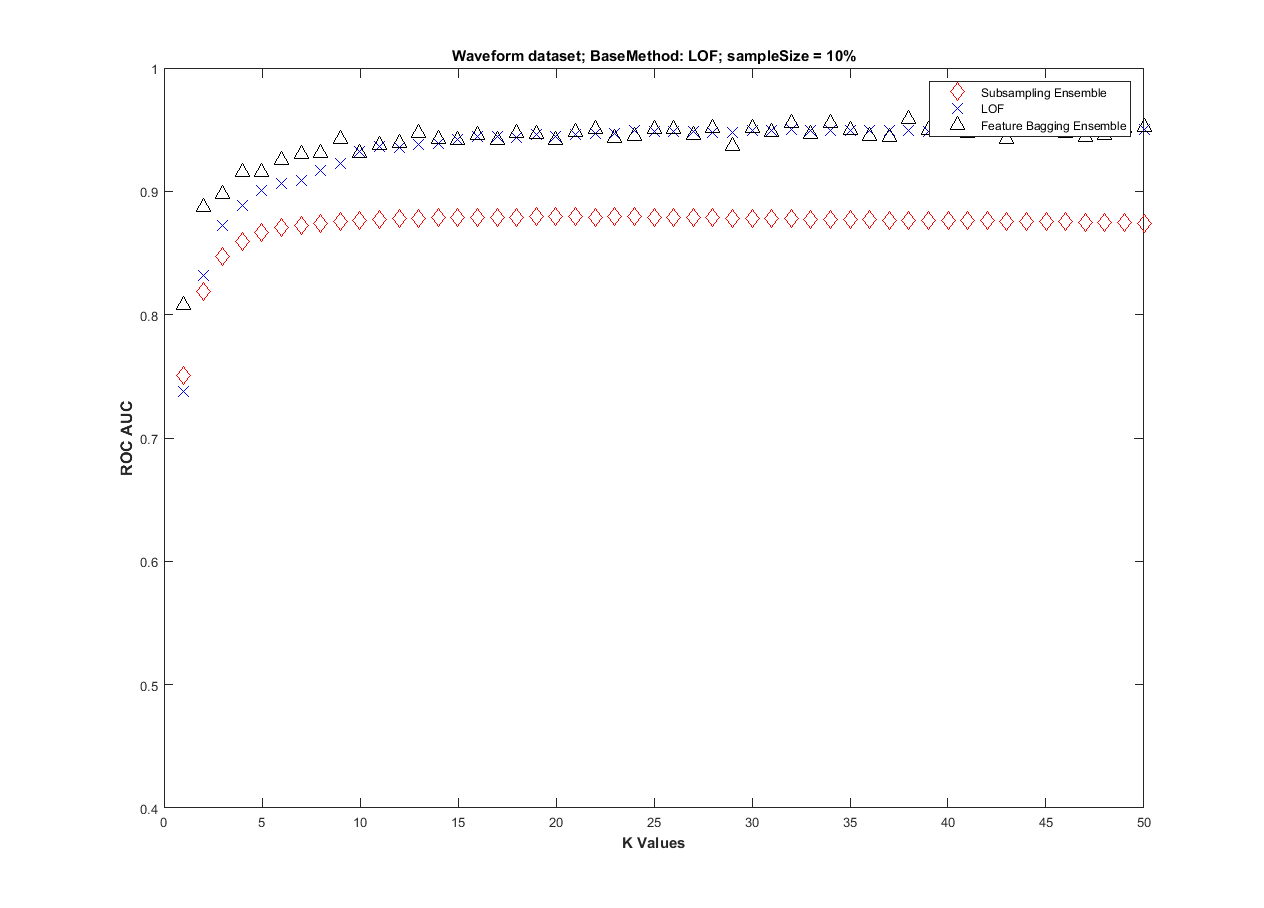 Waveform dataset; BaseMethod: LOF; sampleSize = 10%
Subsampling Ensemble
LOF
Feature Bagging Ensemble
ROC AUC
1
0.9
0.8
0.7
0.6
0.5
0.4
0 5 10 15 20 25 30 35 40 45 50
K Values